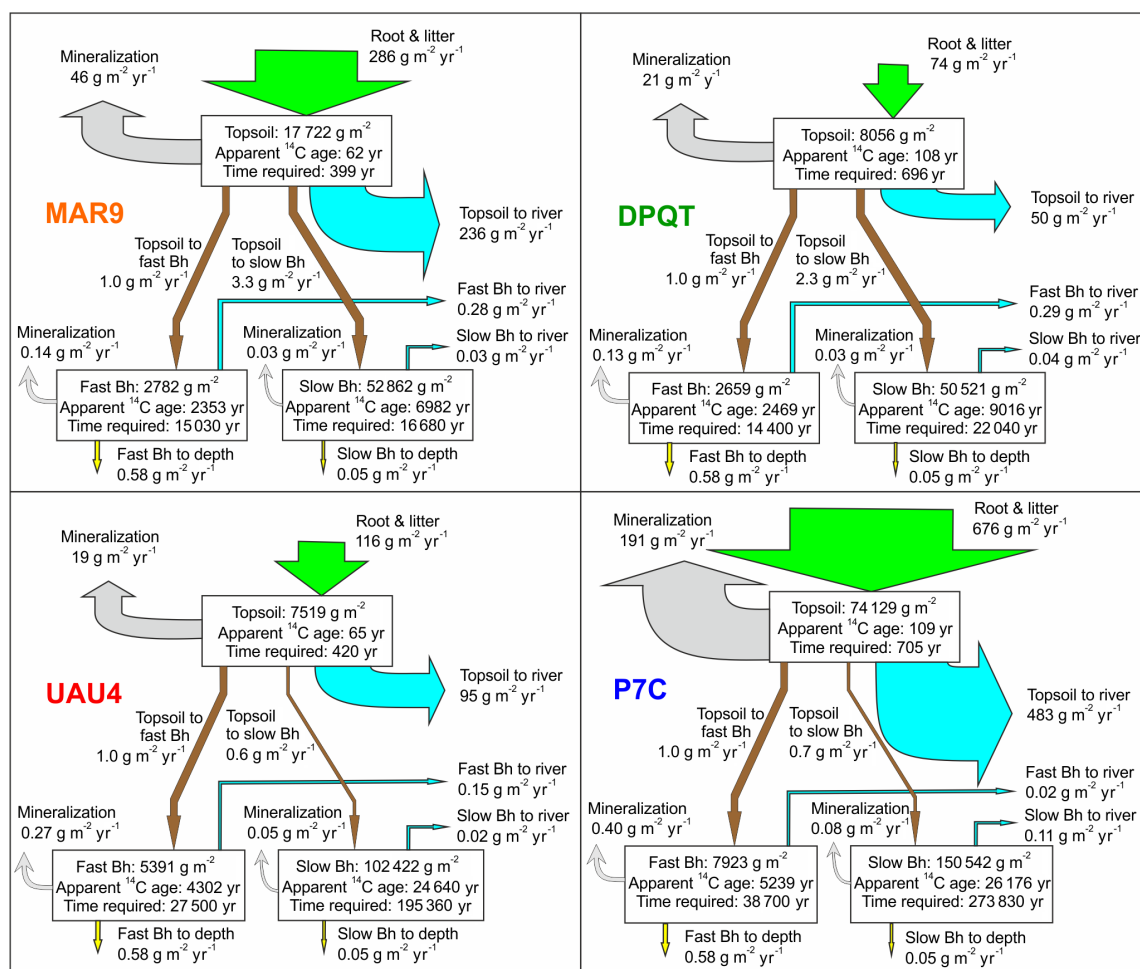 Mineralization
46 g m⁻² yr⁻¹
Root & litter
286 g m⁻² yr⁻¹
Topsoil: 17 722 g m⁻²
Apparent ¹⁴C age: 62 yr
Time required: 399 yr
MAR9
Topsoil to river
236 g m⁻² yr⁻¹
Topsoil to
fast Bh
1.0 g m⁻² yr⁻¹
Topsoil
to slow Bh
3.3 g m⁻² yr⁻¹
Fast Bh to river
0.28 g m⁻² yr⁻¹
Mineralization
0.14 g m⁻² yr⁻¹
Mineralization
0.03 g m⁻² yr⁻¹
Slow Bh to river
0.03 g m⁻² yr⁻¹
Fast Bh: 2782 g m⁻²
Apparent ¹⁴C age: 2353 yr
Time required: 15 030 yr
Slow Bh: 52 862 g m⁻²
Apparent ¹⁴C age: 6982 yr
Time required: 16 680 yr
Fast Bh to depth
0.58 g m⁻² yr⁻¹
Slow Bh to depth
0.05 g m⁻² yr⁻¹
Mineralization
21 g m⁻² y⁻¹
Root & litter
74 g m⁻² yr⁻¹
Topsoil: 8056 g m⁻²
Apparent ¹⁴C age: 108 yr
Time required: 696 yr
DPQT
Topsoil to river
50 g m⁻² yr⁻¹
Topsoil to
fast Bh
1.0 g m⁻² yr⁻¹
Topsoil
to slow Bh
2.3 g m⁻² yr⁻¹
Fast Bh to river
0.29 g m⁻² yr⁻¹
Mineralization
0.13 g m⁻² yr⁻¹
Mineralization
0.03 g m⁻² yr⁻¹
Slow Bh to river
0.04 g m⁻² yr⁻¹
Fast Bh: 2659 g m⁻²
Apparent ¹⁴C age: 2469 yr
Time required: 14 400 yr
Slow Bh: 50 521 g m⁻²
Apparent ¹⁴C age: 9016 yr
Time required: 22 040 yr
Fast Bh to depth
0.58 g m⁻² yr⁻¹
Slow Bh to depth
0.05 g m⁻² yr⁻¹
Mineralization
19 g m⁻² yr⁻¹
Root & litter
116 g m⁻² yr⁻¹
Topsoil: 7519 g m⁻²
Apparent ¹⁴C age: 65 yr
Time required: 420 yr
UAU4
Topsoil to river
95 g m⁻² yr⁻¹
Topsoil to
fast Bh
1.0 g m⁻² yr⁻¹
Topsoil
to slow Bh
0.6 g m⁻² yr⁻¹
Fast Bh to river
0.15 g m⁻² yr⁻¹
Mineralization
0.27 g m⁻² yr⁻¹
Mineralization
0.05 g m⁻² yr⁻¹
Slow Bh to river
0.02 g m⁻² yr⁻¹
Fast Bh: 5391 g m⁻²
Apparent ¹⁴C age: 4302 yr
Time required: 27 500 yr
Slow Bh: 102 422 g m⁻²
Apparent ¹⁴C age: 24 640 yr
Time required: 195 360 yr
Fast Bh to depth
0.58 g m⁻² yr⁻¹
Slow Bh to depth
0.05 g m⁻² yr⁻¹
Mineralization
191 g m⁻² yr⁻¹
Root & litter
676 g m⁻² yr⁻¹
Topsoil: 74 129 g m⁻²
Apparent ¹⁴C age: 109 yr
Time required: 705 yr
P7C
Topsoil to river
483 g m⁻² yr⁻¹
Topsoil to
fast Bh
1.0 g m⁻² yr⁻¹
Topsoil
to slow Bh
0.7 g m⁻² yr⁻¹
Fast Bh to river
0.02 g m⁻² yr⁻¹
Mineralization
0.40 g m⁻² yr⁻¹
Mineralization
0.08 g m⁻² yr⁻¹
Slow Bh to river
0.11 g m⁻² yr⁻¹
Fast Bh: 7923 g m⁻²
Apparent ¹⁴C age: 5239 yr
Time required: 38 700 yr
Slow Bh: 150 542 g m⁻²
Apparent ¹⁴C age: 26 176 yr
Time required: 273 830 yr
Fast Bh to depth
0.58 g m⁻² yr⁻¹
Slow Bh to depth
0.05 g m⁻² yr⁻¹